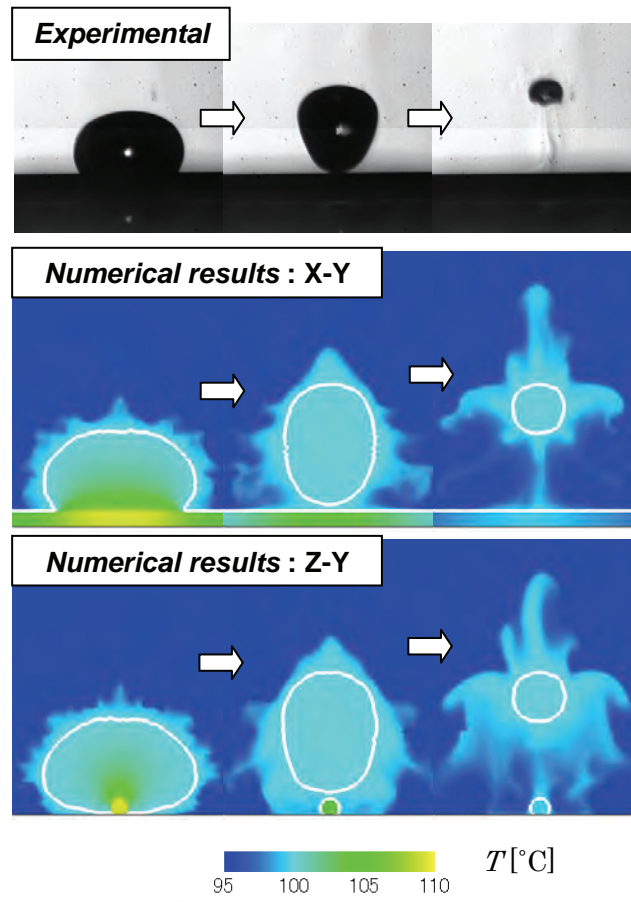 Experimental
Numerical results : X-Y
Numerical results : Z-Y
T [°C]
95 100 105 110